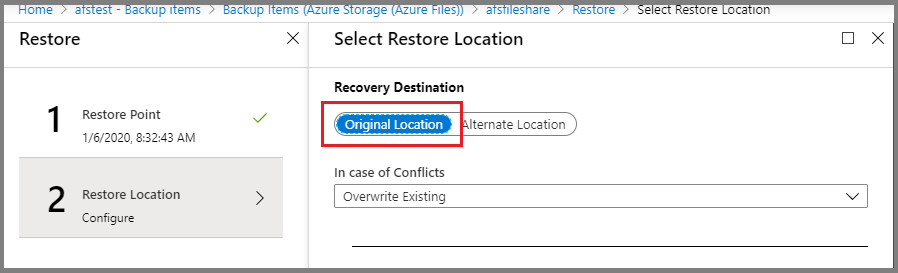 Home > afstest - Backup items > Backup Items (Azure Storage (Azure Files)) > afsfileshare > Restore > Select Restore Location
Restore
Select Restore Location
Recovery Destination
1 Restore Point
1/6/2020, 8:32:43 AM
Original Location Alternate Location
In case of Conflicts
Overwrite Existing
2 Restore Location
Configure